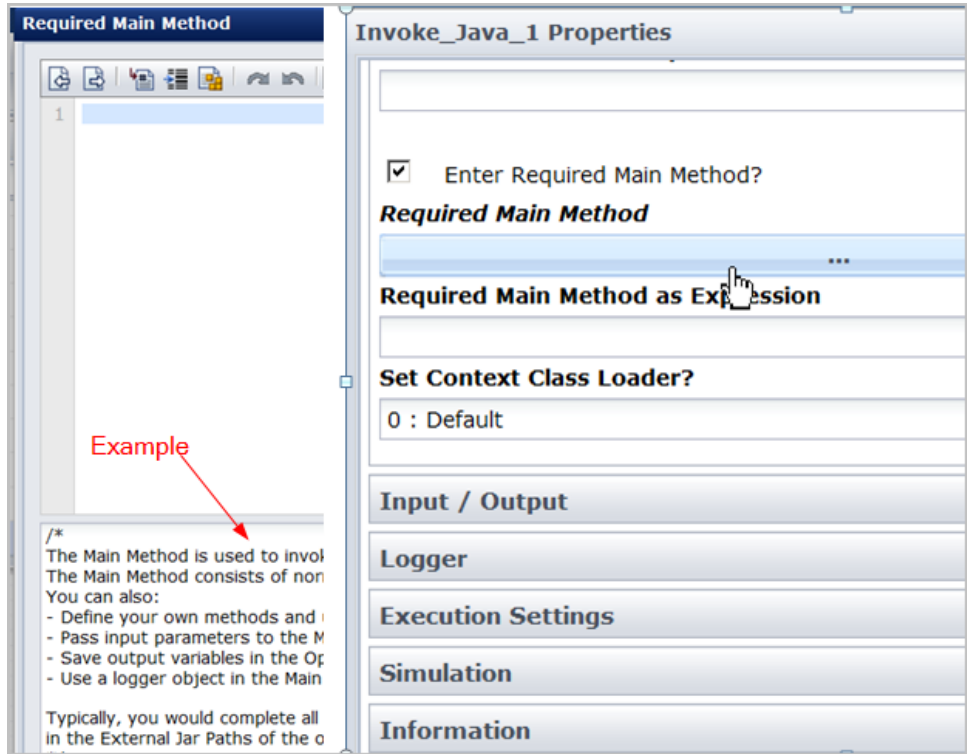 Required Main Method
1
Example
/*
The Main Method is used to invok
The Main Method consists of nor
You can also:
- Define your own methods and
- Pass input parameters to the M
- Save output variables in the Op
- Use a logger object in the Main
Typically, you would complete all
in the External Jar Paths of the o
Invoke_Java_1 Properties
Enter Required Main Method?
Required Main Method
...
Required Main Method as Expression
Set Context Class Loader?
0 : Default
Input / Output
Logger
Execution Settings
Simulation
Information